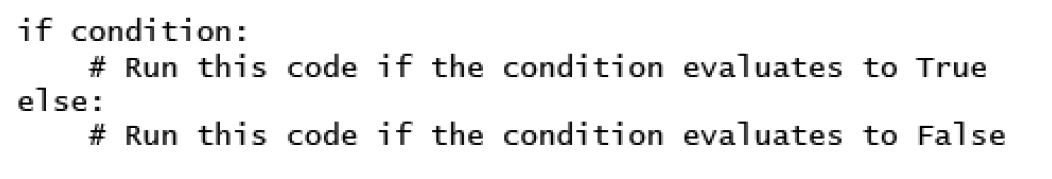 if condition:
    # Run this code if the condition evaluates to True
else:
    # Run this code if the condition evaluates to False